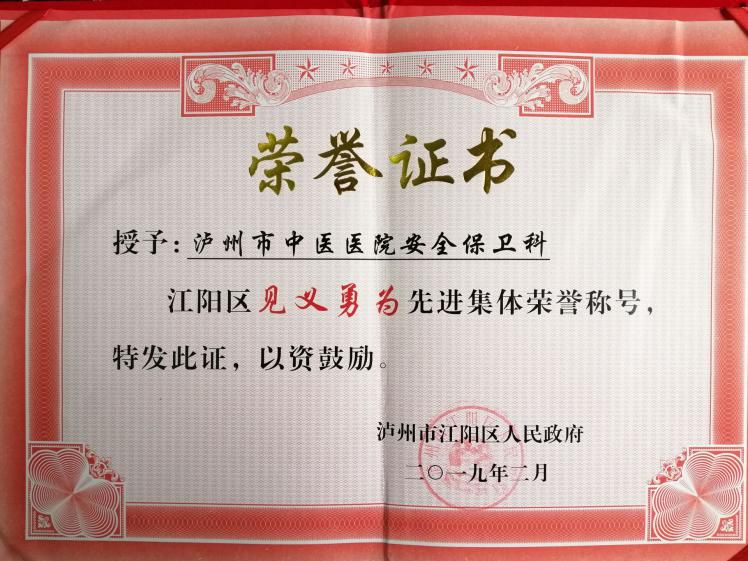 荣誉证书
授予：泸州市中医医院安全保卫科
江阳区见义勇为先进集体荣誉称号，
特发此证，以资鼓励。
泸州市江阳区人民政府
二〇一九年二月